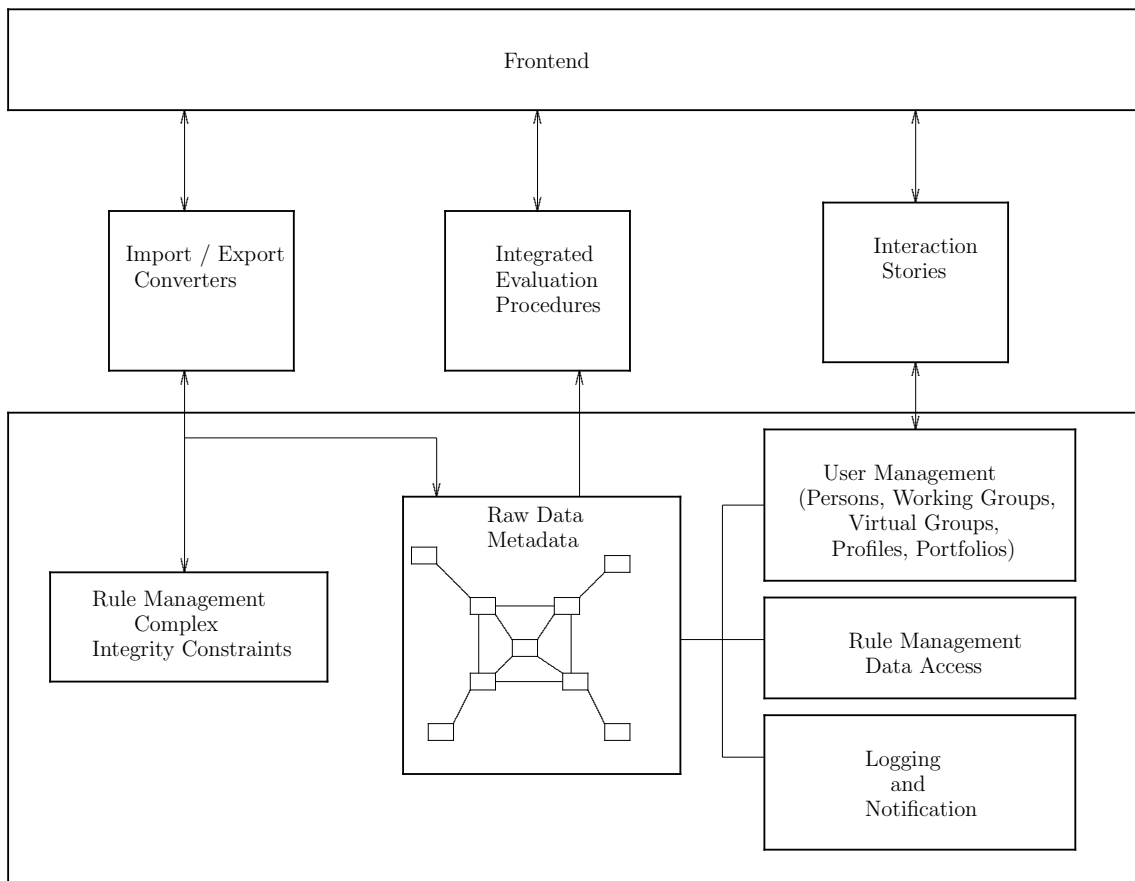 Frontend
Import / Export
Converters
Integrated
Evaluation
Procedures
Interaction
Stories
User Management
(Persons, Working Groups,
Virtual Groups,
Profiles, Portfolios)
Raw Data
Metadata
Rule Management
Complex
Integrity Constraints
Rule Management
Data Access
Logging
and
Notification